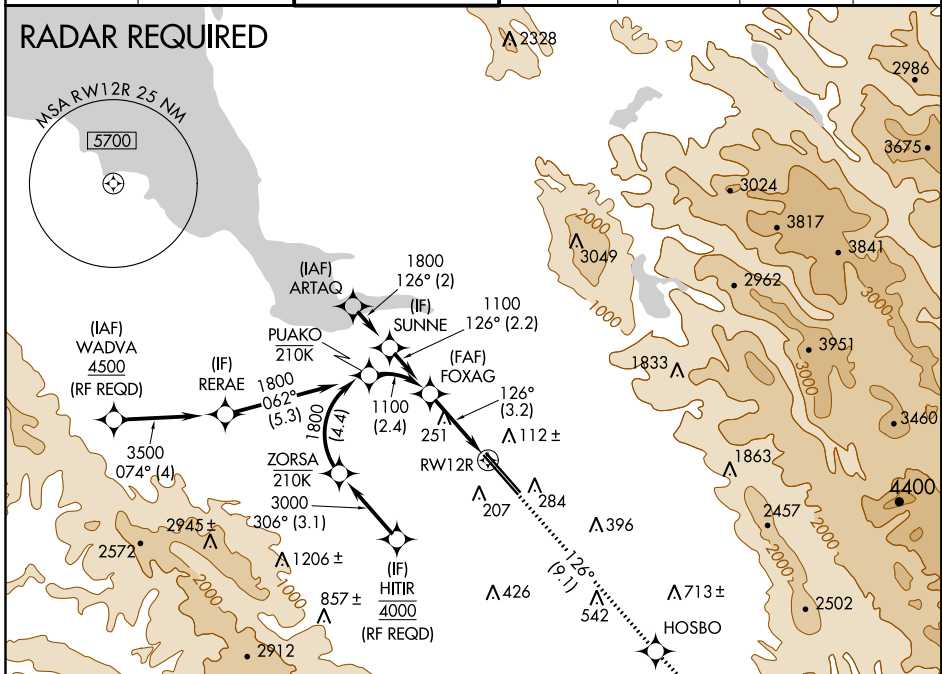 RADAR REQUIRED
2328
2986
MSA RW12R 25 NM
5700
3675
3024
3817
2000
3049
3841
(IAF)
ARTAQ
1800
126° (2)
2962
3000
(IF)
SUNNE
1100
126° (2.2)
1000
(IAF)
WADVA
4500
(RF REQD)
PUAKO
210K
(IF)
RERAE
1800
062°
(5.3)
(FAF)
FOXAG
3951
3000
1833
1800
(4.4)
1100
(2.4)
126°
(3.2)
3500
074° (4)
251
112 ±
3460
RW12R
ZORSA
210K
1863
3000
306° (3.1)
207
284
4400
2945 ±
2572
396
2457
2000
1206 ±
126°
(9.1)
2000
1000
(IF)
HITIR
4000
(RF REQD)
857 ±
426
542
713 ±
2502
HOSBO
2912